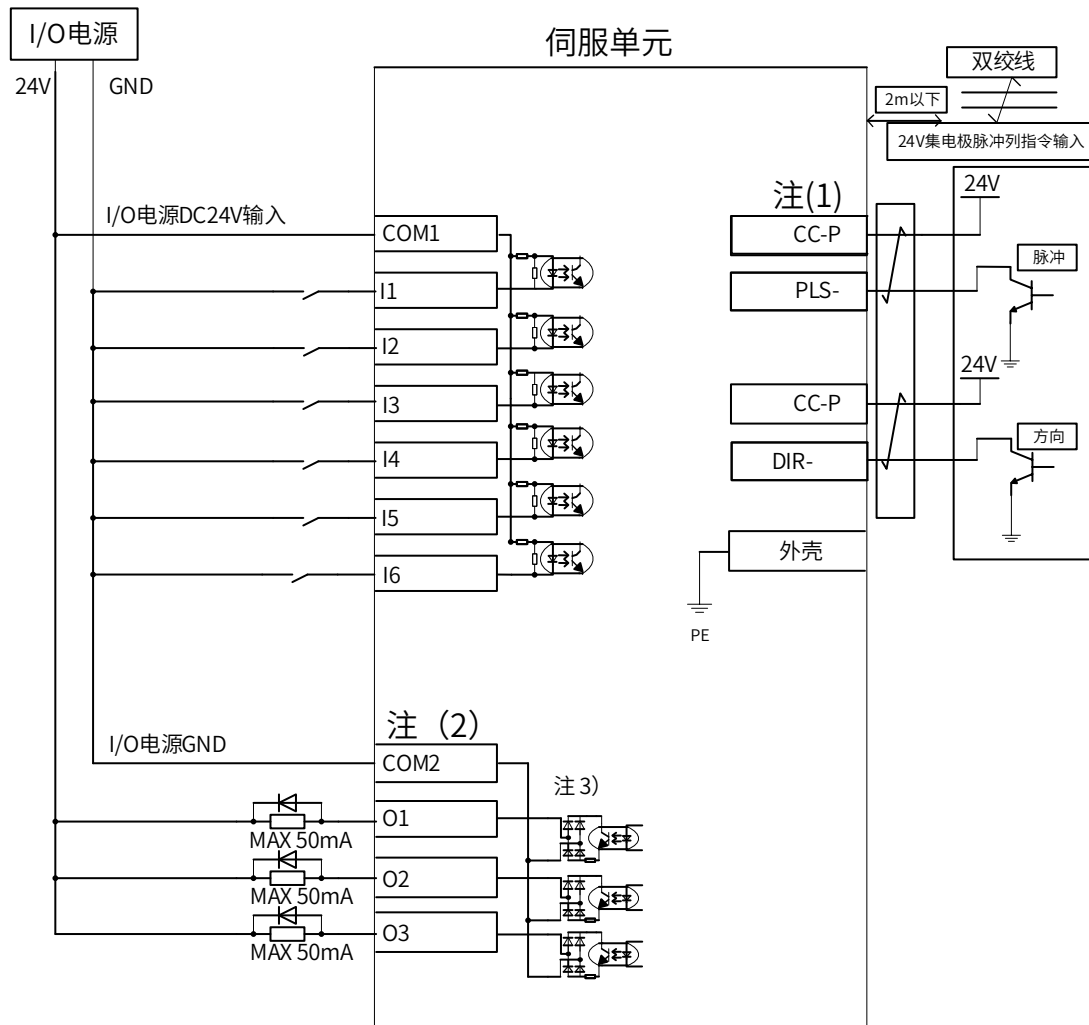 I/O电源
24V
GND
伺服单元
双绞线
2m以下
24V集电极脉冲列指令输入
I/O电源DC24V输入
COM1
I1
I2
I3
I4
I5
I6
注(1)
CC-P
PLS-
24V
脉冲
CC-P
DIR-
24V
方向
外壳
PE
注（2）
I/O电源GND
COM2
注 3）
O1
MAX 50mA
O2
MAX 50mA
O3
MAX 50mA